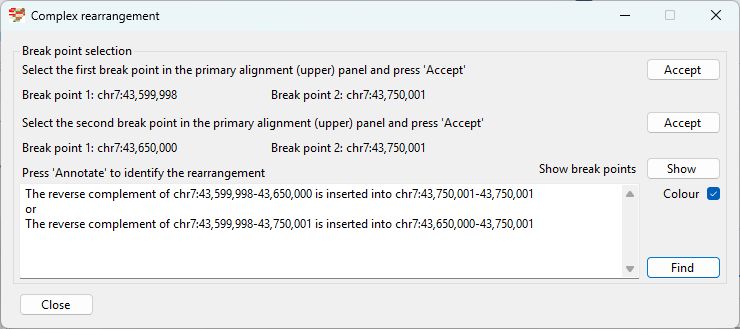 Complex rearrangement
Break point selection
Select the first break point in the primary alignment (upper) panel and press 'Accept'
Accept
Break point 1: chr7:43,599,998 Break point 2: chr7:43,750,001
Select the second break point in the primary alignment (upper) panel and press 'Accept'
Accept
Break point 1: chr7:43,650,000 Break point 2: chr7:43,750,001
Press 'Annotate' to identify the rearrangement
Show break points
Show
The reverse complement of chr7:43,599,998-43,650,000 is inserted into chr7:43,750,001-43,750,001
or
The reverse complement of chr7:43,599,998-43,750,001 is inserted into chr7:43,650,000-43,750,001
Colour
Find
Close